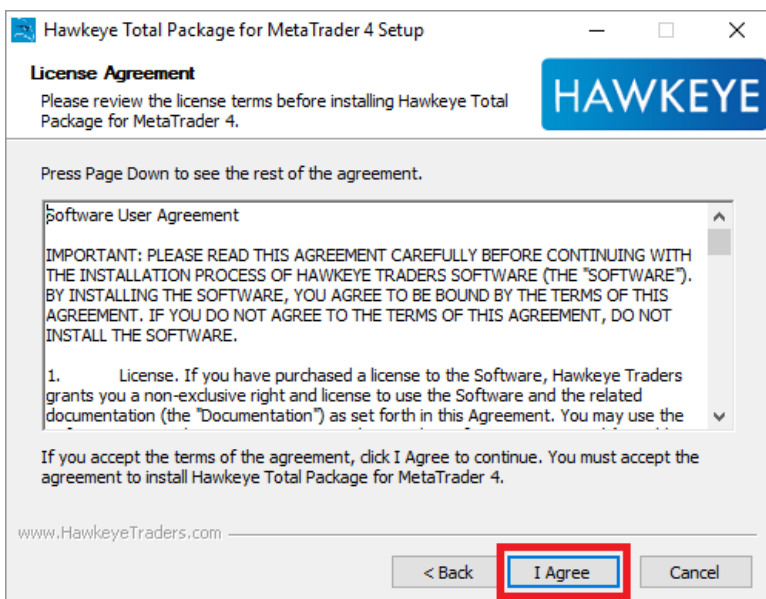 Hawkeye Total Package for MetaTrader 4 Setup
License Agreement
Please review the license terms before installing Hawkeye Total
Package for MetaTrader 4.
HAWKEYE
Press Page Down to see the rest of the agreement.
Software User Agreement
IMPORTANT: PLEASE READ THIS AGREEMENT CAREFULLY BEFORE CONTINUING WITH
THE INSTALLATION PROCESS OF HAWKEYE TRADERS SOFTWARE (THE "SOFTWARE").
BY INSTALLING THE SOFTWARE, YOU AGREE TO BE BOUND BY THE TERMS OF THIS
AGREEMENT. IF YOU DO NOT AGREE TO THE TERMS OF THIS AGREEMENT, DO NOT
INSTALL THE SOFTWARE.
1. License. If you have purchased a license to the Software, Hawkeye Traders
grants you a non-exclusive right and license to use the Software and the related
documentation (the "Documentation") as set forth in this Agreement. You may use the
If you accept the terms of the agreement, click I Agree to continue. You must accept the
agreement to install Hawkeye Total Package for MetaTrader 4.
www.HawkeyeTraders.com
< Back
I Agree
Cancel